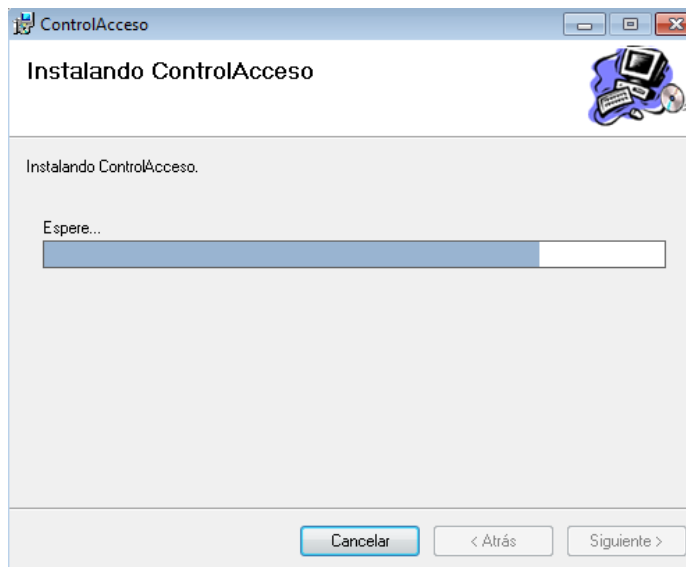 ControlAcceso
Instalando ControlAcceso
Instalando ControlAcceso.
Espere...
Cancelar
< Atrás
Siguiente >